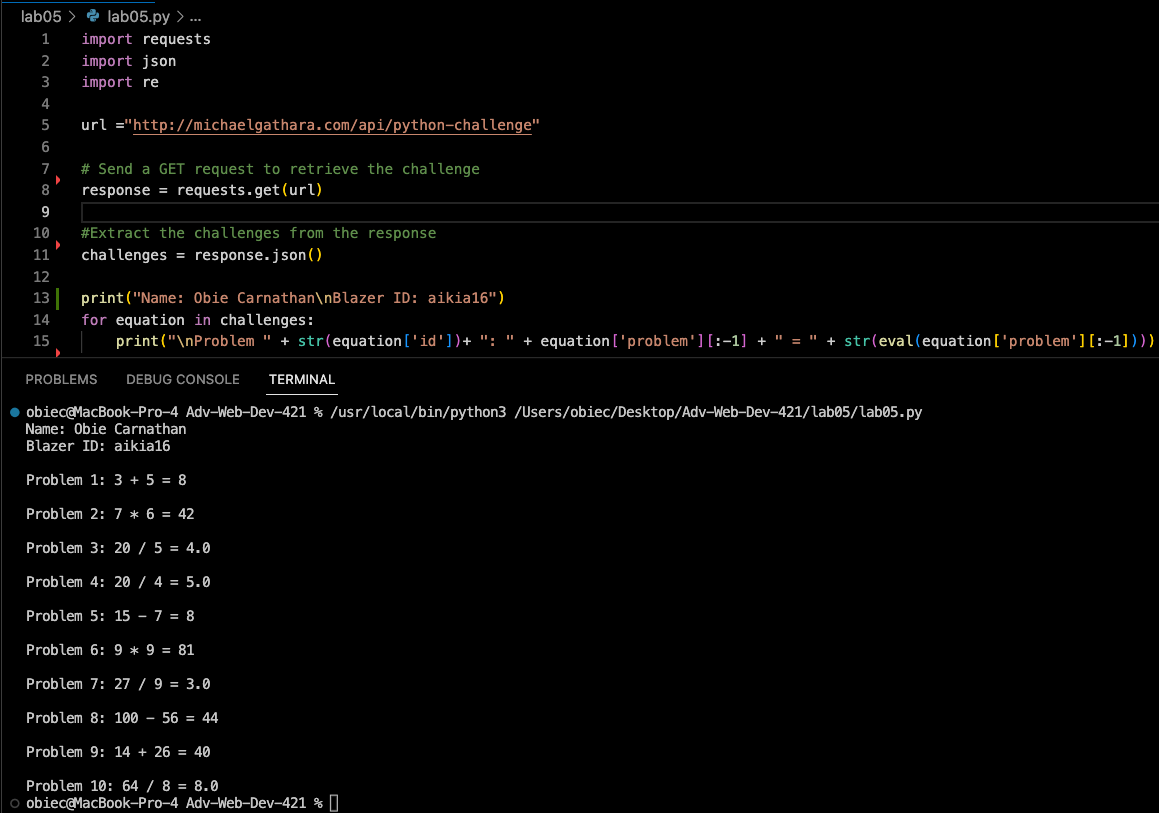 lab05 > lab05.py > ...
1 import requests
2 import json
3 import re
4
5 url ="http://michaelgathara.com/api/python-challenge"
6
7 # Send a GET request to retrieve the challenge
8 response = requests.get(url)
9
10 #Extract the challenges from the response
11 challenges = response.json()
12
13 print("Name: Obie Carnathan\nBlazer ID: aikia16")
14 for equation in challenges:
15     print("\nProblem " + str(equation['id'])+ ": " + equation['problem'][:-1] + " = " + str(eval(equation['problem'][:-1])))
PROBLEMS DEBUG CONSOLE TERMINAL
obiec@MacBook-Pro-4 Adv-Web-Dev-421 % /usr/local/bin/python3 /Users/obiec/Desktop/Adv-Web-Dev-421/lab05/lab05.py
Name: Obie Carnathan
Blazer ID: aikia16
Problem 1: 3 + 5 = 8
Problem 2: 7 * 6 = 42
Problem 3: 20 / 5 = 4.0
Problem 4: 20 / 4 = 5.0
Problem 5: 15 - 7 = 8
Problem 6: 9 * 9 = 81
Problem 7: 27 / 9 = 3.0
Problem 8: 100 - 56 = 44
Problem 9: 14 + 26 = 40
Problem 10: 64 / 8 = 8.0
obiec@MacBook-Pro-4 Adv-Web-Dev-421 %